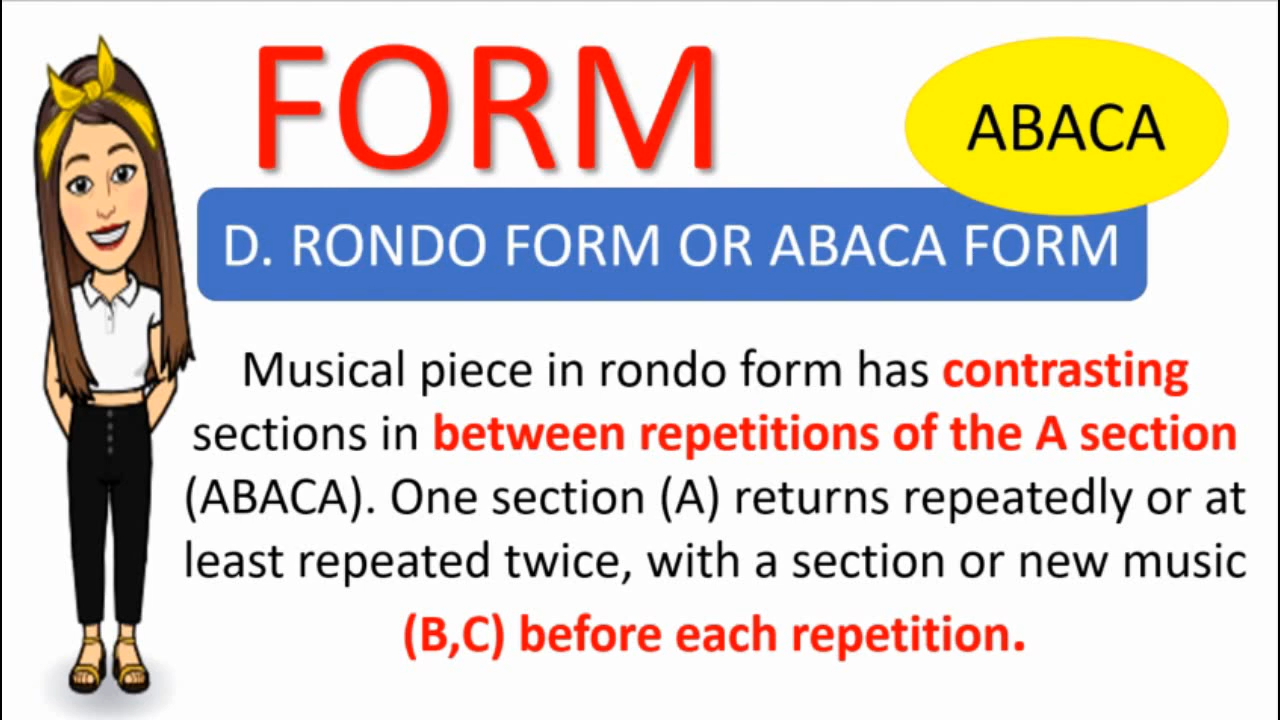 FORM
ABACA
D. RONDO FORM OR ABACA FORM
Musical piece in rondo form has contrasting
sections in between repetitions of the A section
(ABACA). One section (A) returns repeatedly or at
least repeated twice, with a section or new music
(B,C) before each repetition.